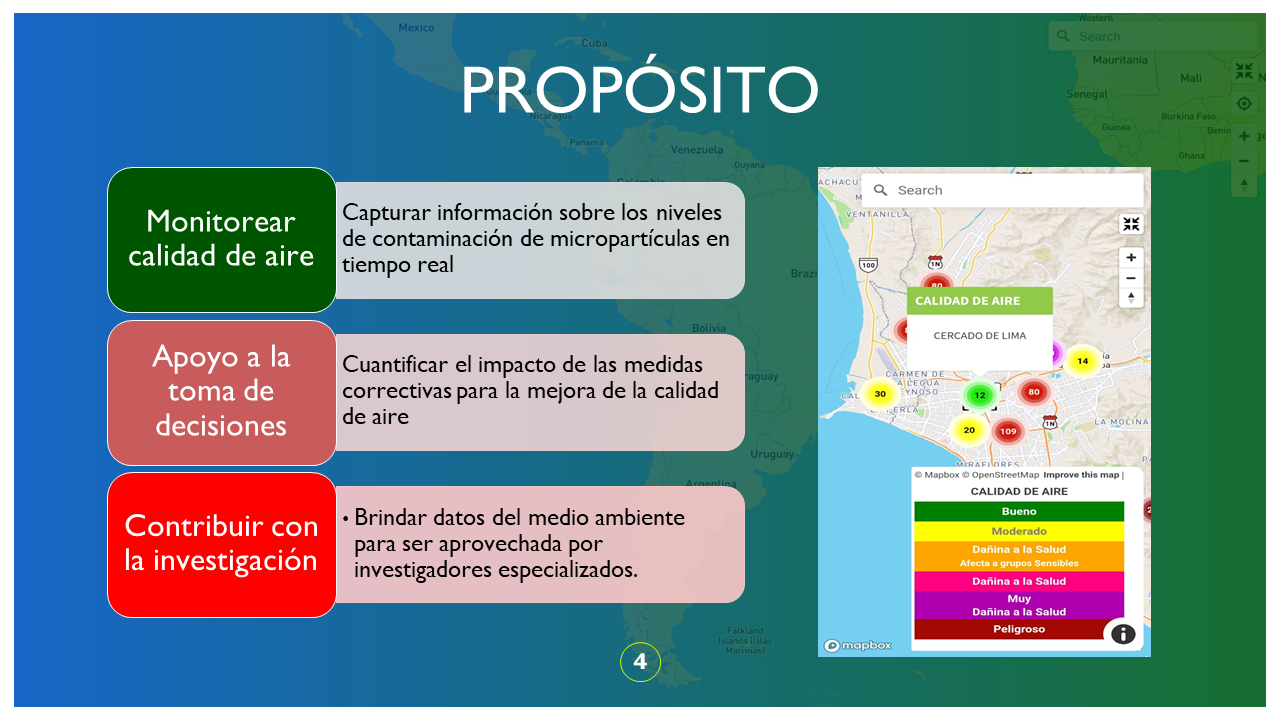 PROPÓSITO
Monitorear
calidad de aire
Capturar información sobre los niveles
de contaminación de micropartículas en
tiempo real
Apoyo a la
toma de
decisiones
Cuantificar el impacto de las medidas
correctivas para la mejora de la calidad
de aire
Contribuir con
la investigación
• Brindar datos del medio ambiente
para ser aprovechada por
investigadores especializados.
4
Mexico
Cuba
Nicaragua
Panama
Venezuela
Guyana
Bolivia
Uruguay
Argentina
Falkland
Islands (Islas
Malvinas)
Western
Search
Mauritania
Mali
Senegal
Burkina Faso
Guinea
Benin
Ghana
Search
VENTANILLA
100
1N
80
CALIDAD DE AIRE
CERCADO DE LIMA
14
CARMEN DE
LA LEGUA
30
12
80
20
109
1N
LA MOLINA
MIRAFLORES
© Mapbox © OpenStreetMap Improve this map |
CALIDAD DE AIRE
Bueno
Moderado
Dañina a la Salud
Afecta a grupos Sensibles
Dañina a la Salud
Muy
Dañina a la Salud
Peligroso
mapbox